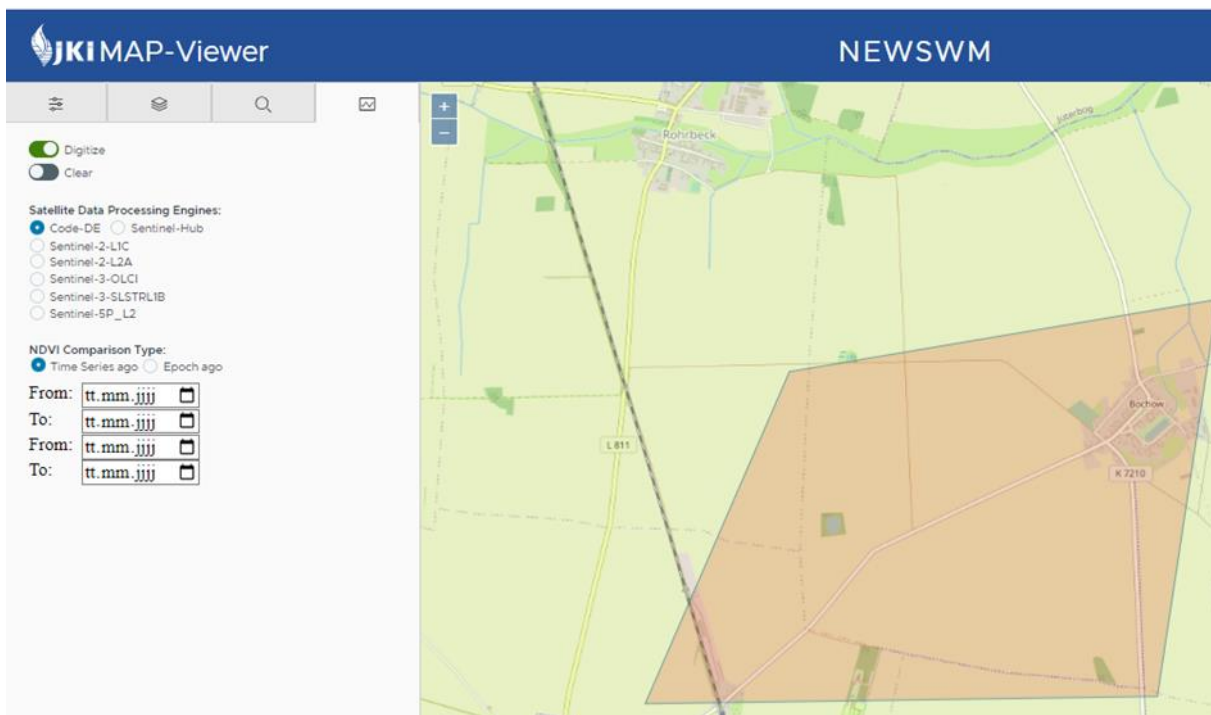 JKI MAP-Viewer
NEWSWM
Digitize
Clear
Satellite Data Processing Engines:
Code-DE Sentinel-Hub
Sentinel-2-L1C
Sentinel-2-L2A
Sentinel-3-OLCI
Sentinel-3-SLSTRL1B
Sentinel-5P_L2
NDVI Comparison Type:
Time Series ago Epoch ago
From: tt.mm.jjjj
To: tt.mm.jjjj
From: tt.mm.jjjj
To: tt.mm.jjjj
+
−
Rohrbeck
Jüterbog
L 811
Bochow
K 7210